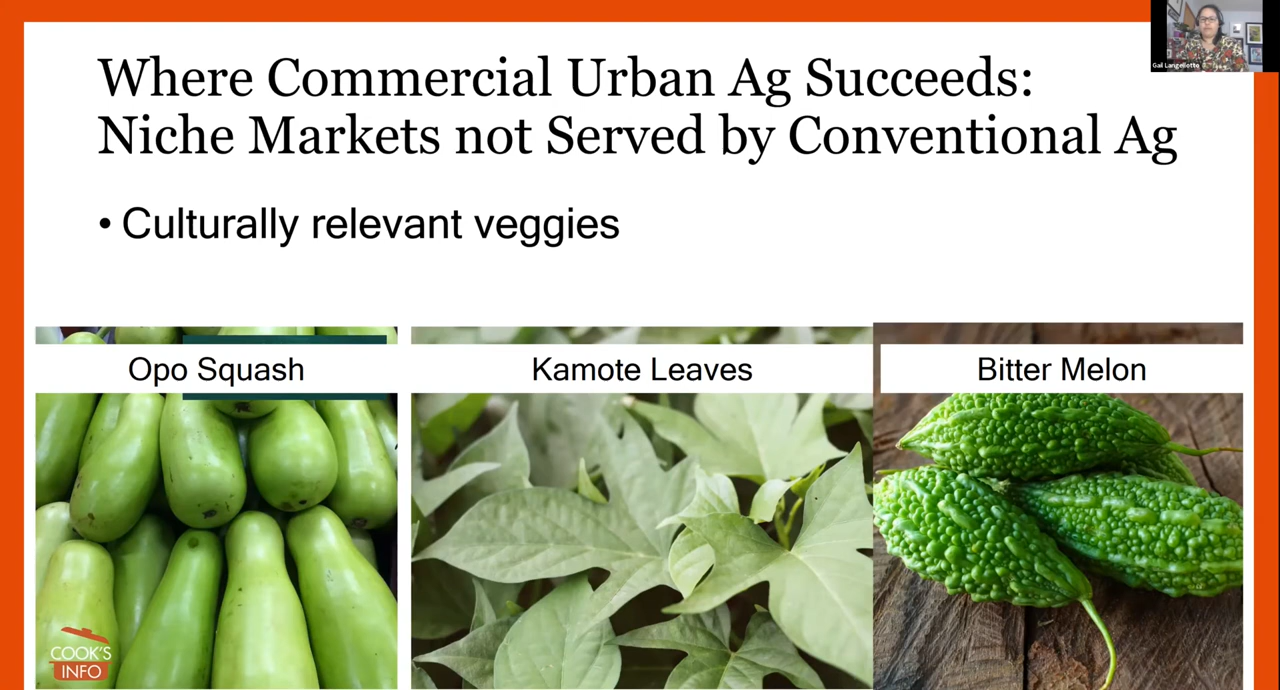 Gail Langellotto
Where Commercial Urban Ag Succeeds:
Niche Markets not Served by Conventional Ag
• Culturally relevant veggies
Opo Squash
Kamote Leaves
Bitter Melon
COOK'S
INFO